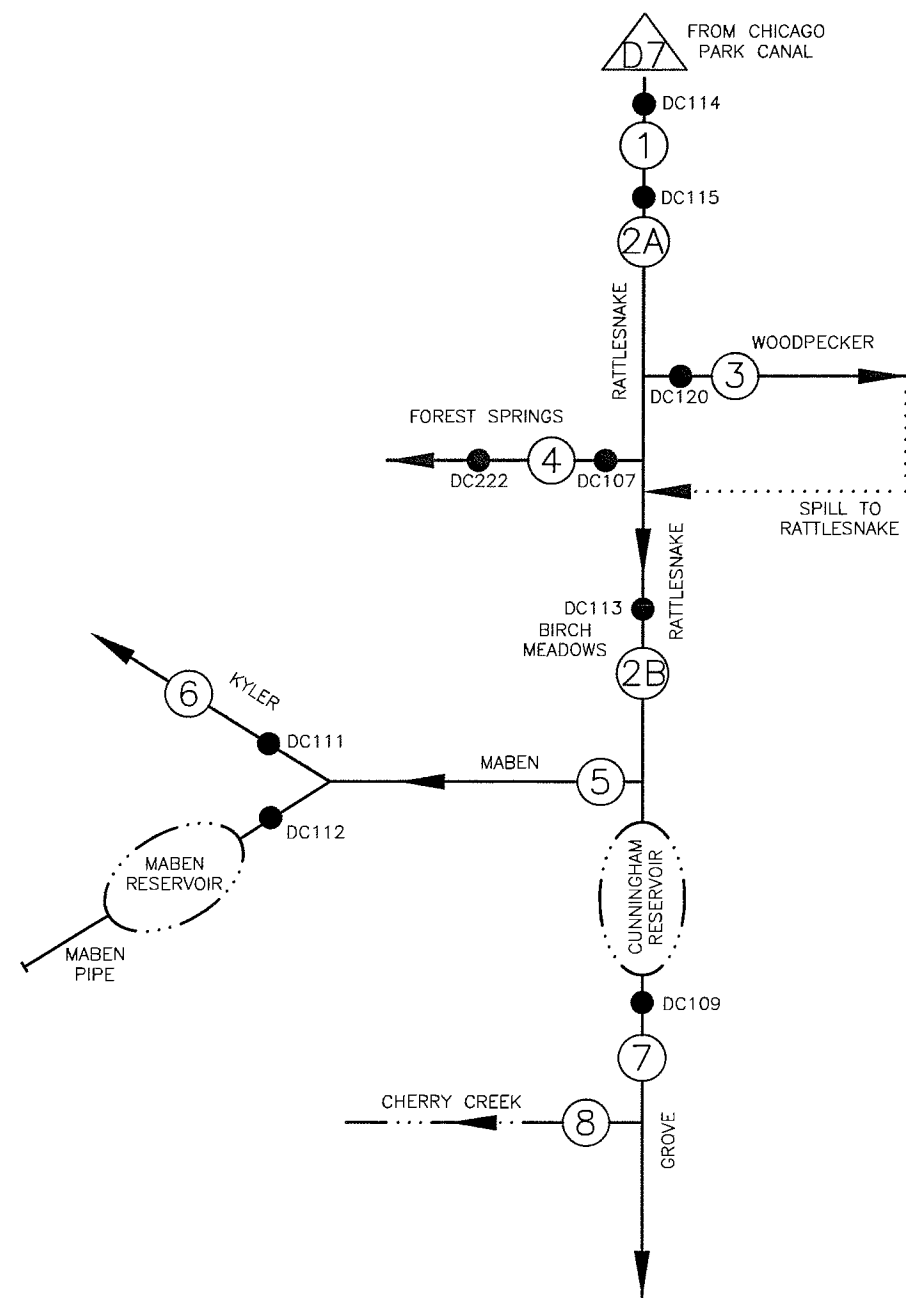 FROM CHICAGO
PARK CANAL
D7
DC114
1
DC115
2A
RATTLESNAKE
WOODPECKER
3
DC120
FOREST SPRINGS
4
DC222
DC107
SPILL TO
RATTLESNAKE
RATTLESNAKE
DC113
BIRCH
MEADOWS
2B
6
KYLER
DC111
MABEN
5
DC112
MABEN
RESERVOIR
CUNNINGHAM
RESERVOIR
MABEN
PIPE
DC109
7
CHERRY CREEK
8
GROVE